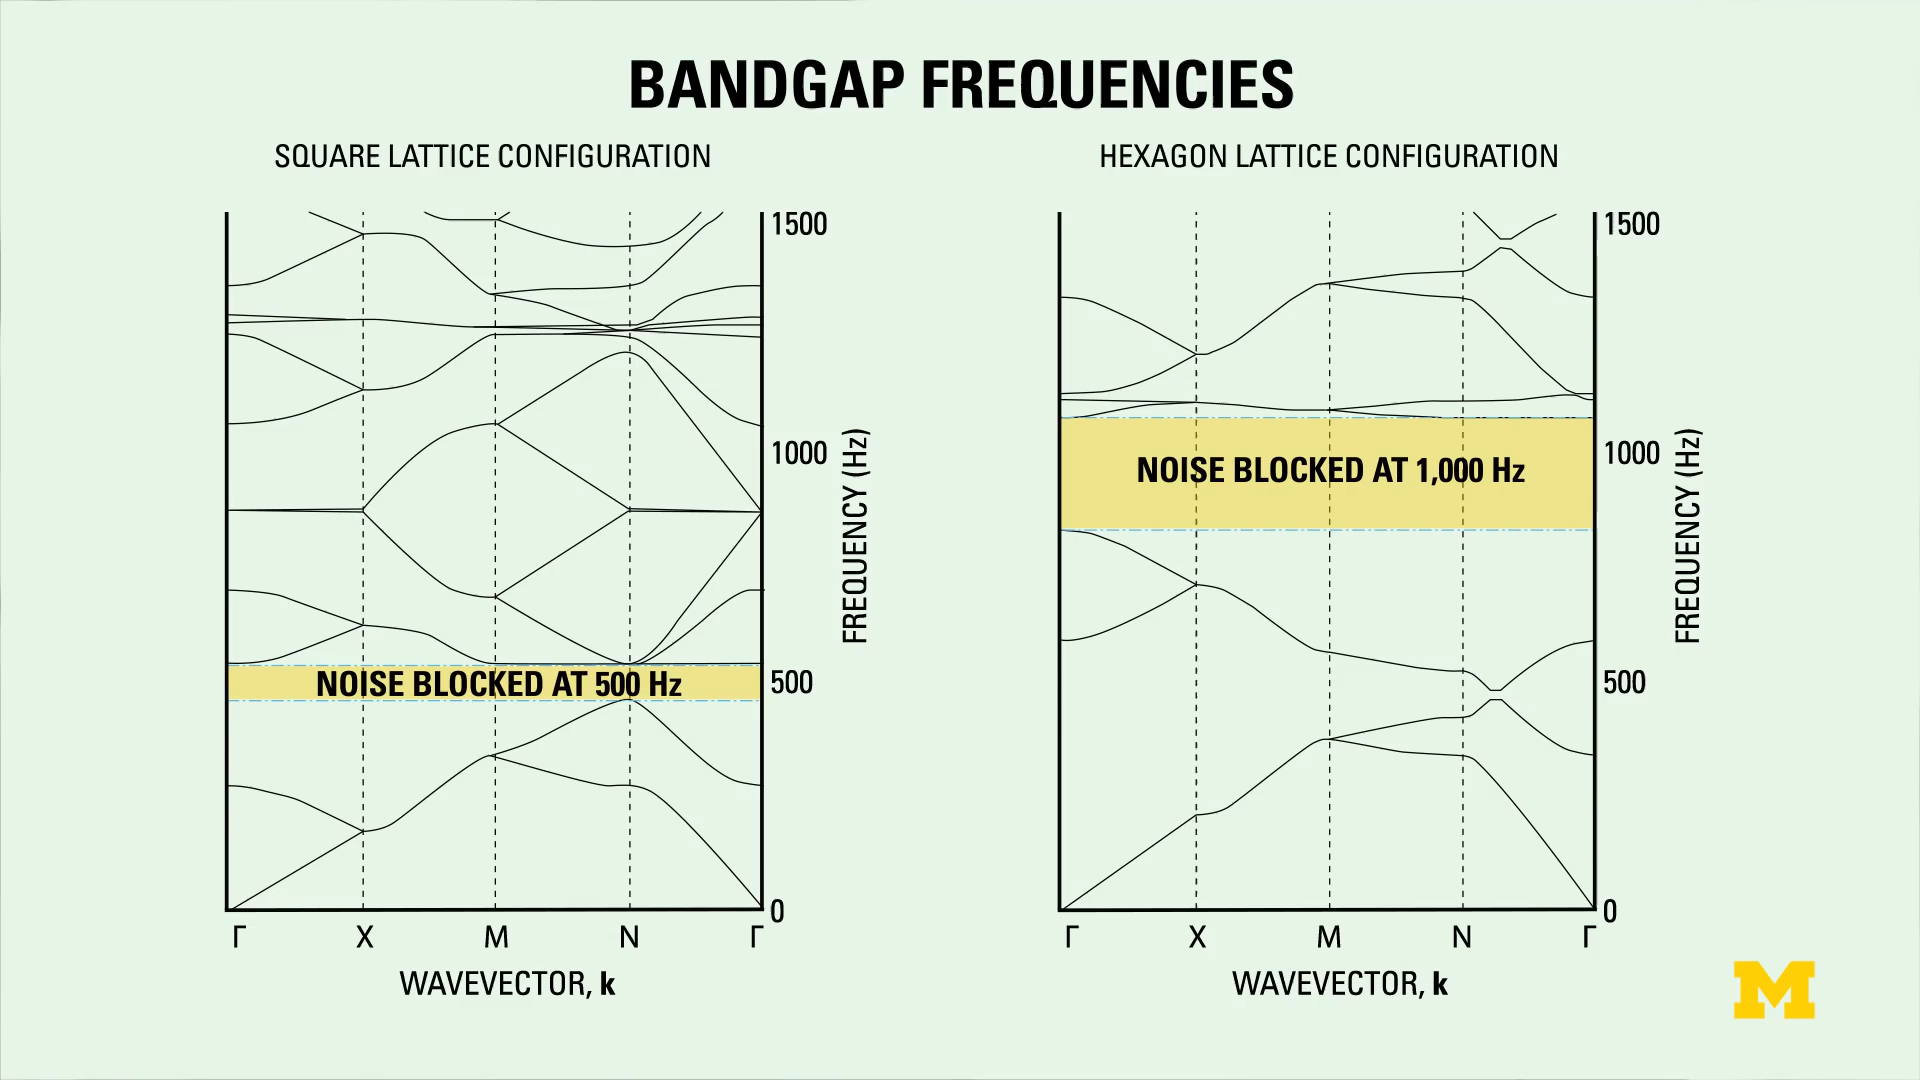 BANDGAP FREQUENCIES
SQUARE LATTICE CONFIGURATION
1500
1000
500
0
FREQUENCY (Hz)
NOISE BLOCKED AT 500 Hz
Γ X M N Γ
WAVEVECTOR, k
HEXAGON LATTICE CONFIGURATION
1500
1000
500
0
FREQUENCY (Hz)
NOISE BLOCKED AT 1,000 Hz
Γ X M N Γ
WAVEVECTOR, k
M